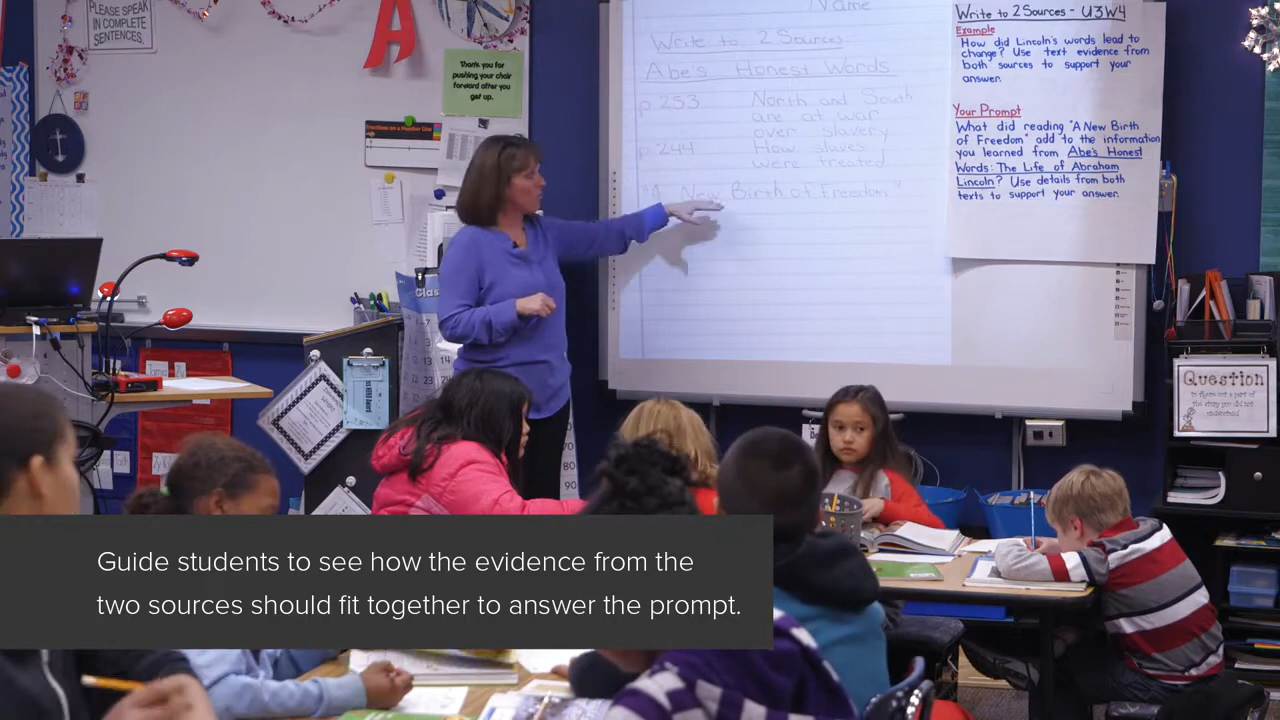 PLEASE SPEAK
IN COMPLETE
SENTENCES.
A
Thank you for
pushing your chair
forward after you
get up.
Name
Write to 2 Sources
Abe's Honest Words
p. 253 North and South
are at war
over slavery
p. 244 How slaves
were treated
"A New Birth of Freedom"
Write to 2 Sources - U3W4
Example
How did Lincoln's words lead to
change? Use text evidence from
both sources to support your
answer.
Your Prompt
What did reading "A New Birth
of Freedom" add to the information
you learned from Abe's Honest
Words: The Life of Abraham
Lincoln? Use details from both
texts to support your answer.
Question
Guide students to see how the evidence from the
two sources should fit together to answer the prompt.